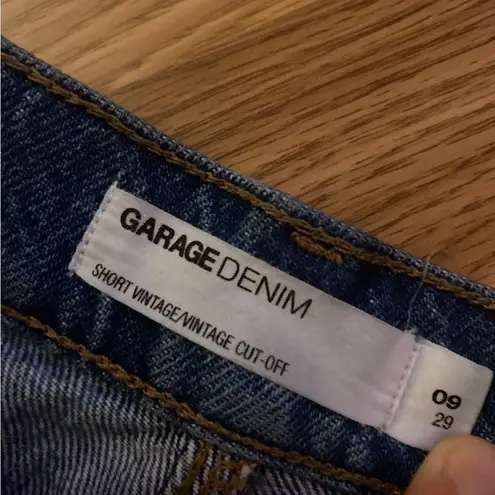 GARAGE DENIM
SHORT VINTAGE/VINTAGE CUT-OFF
09
29